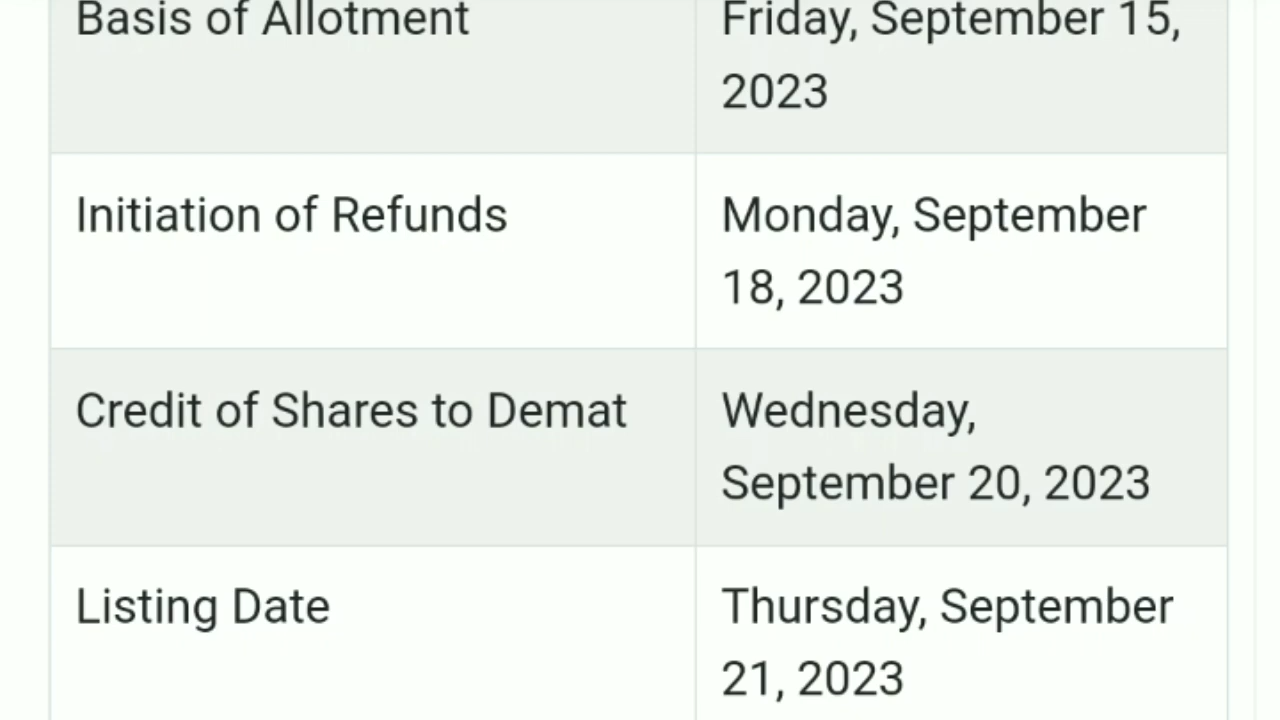 Basis of Allotment
Friday, September 15,
2023
Initiation of Refunds
Monday, September
18, 2023
Credit of Shares to Demat
Wednesday,
September 20, 2023
Listing Date
Thursday, September
21, 2023